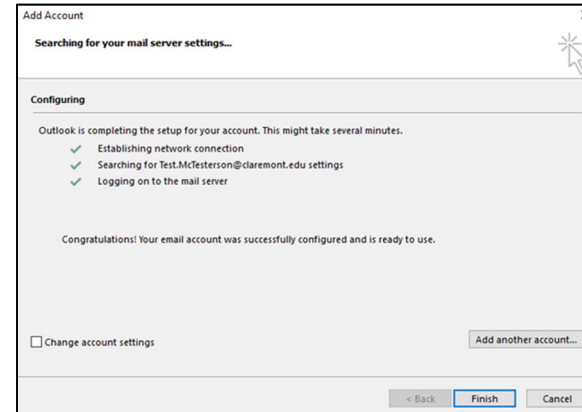 Add Account
Searching for your mail server settings...
Configuring
Outlook is completing the setup for your account. This might take several minutes.
Establishing network connection
Searching for Test.McTesterson@claremont.edu settings
Logging on to the mail server
Congratulations! Your email account was successfully configured and is ready to use.
Change account settings
Add another account...
< Back
Finish
Cancel